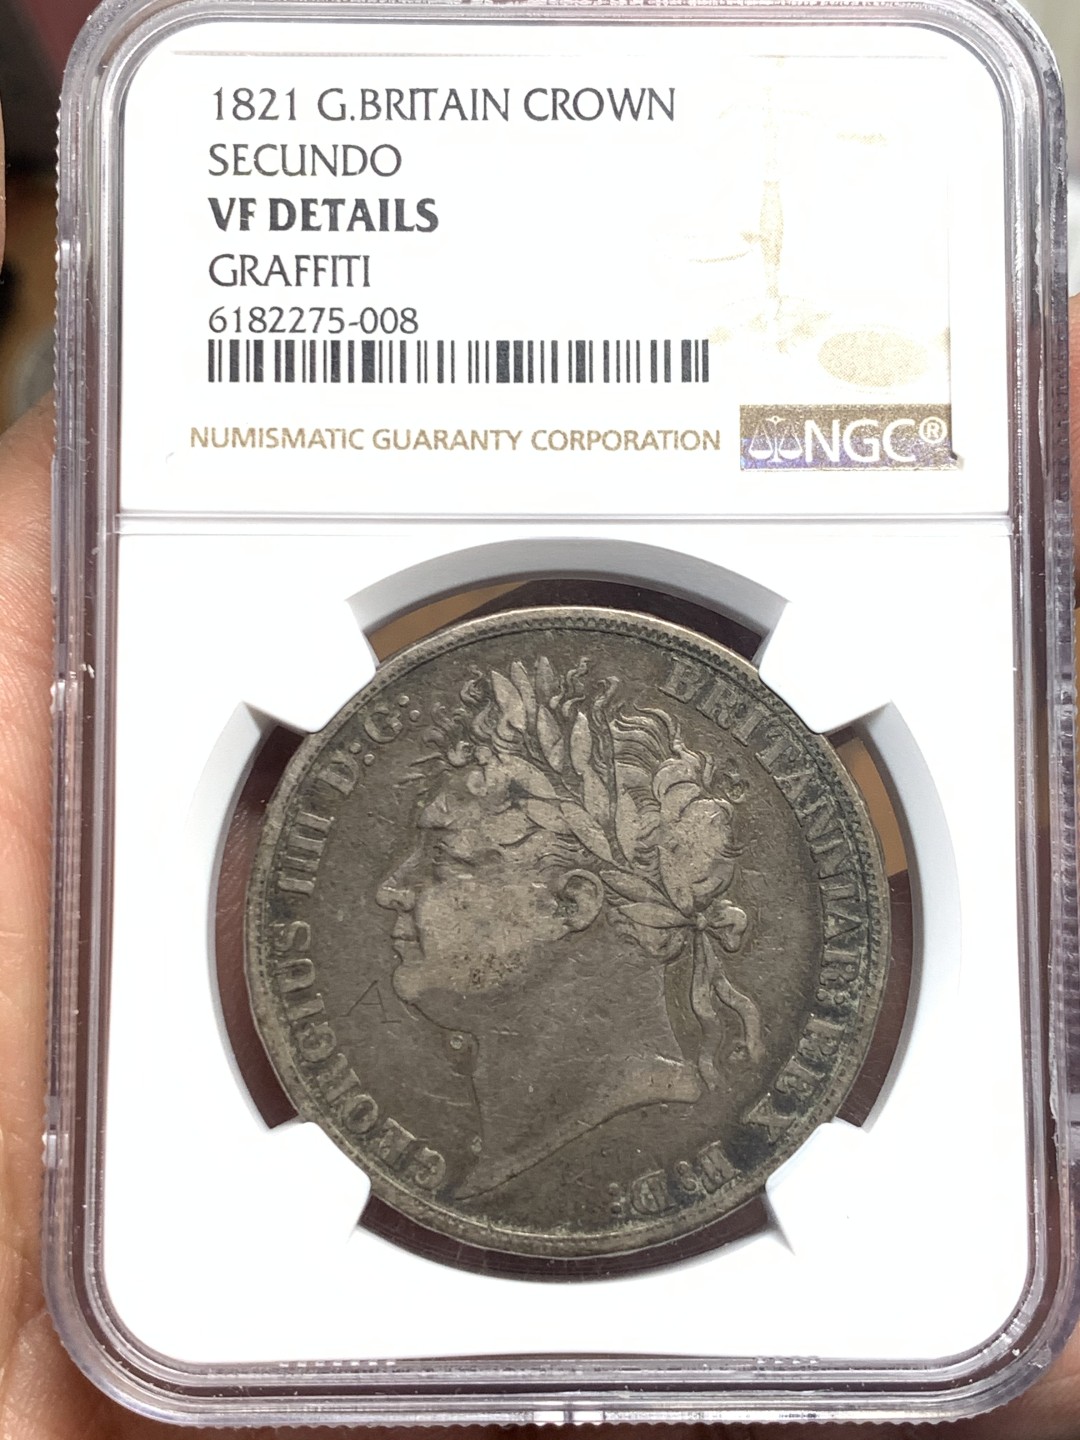 1821 G.BRITAIN CROWN
SECUNDO
VF DETAILS
GRAFFITI
6182275-008
NUMISMATIC GUARANTY CORPORATION
NGC®
GEORGIUS IIII D:G: BRITANNIAR: REX F:D:
A